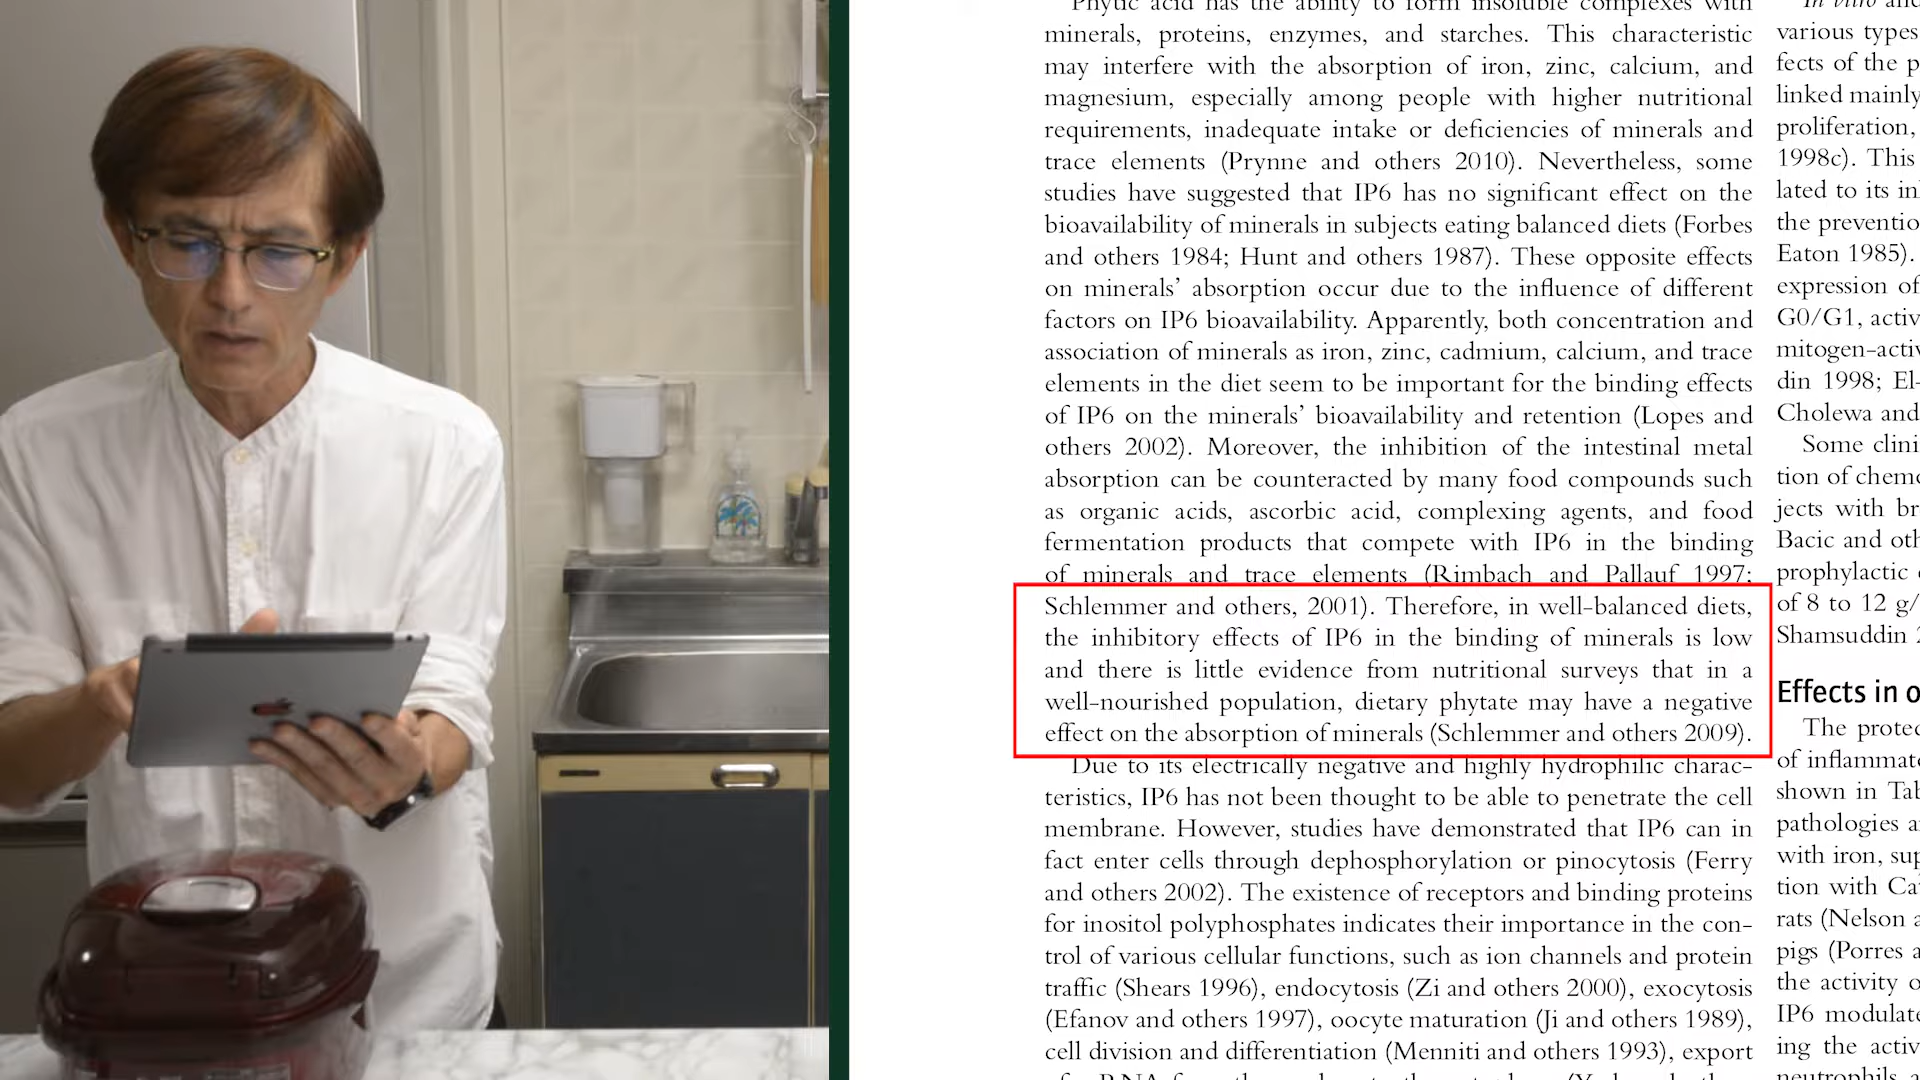 Phytic acid has the ability to form insoluble complexes with
minerals, proteins, enzymes, and starches. This characteristic
may interfere with the absorption of iron, zinc, calcium, and
magnesium, especially among people with higher nutritional
requirements, inadequate intake or deficiencies of minerals and
trace elements (Prynne and others 2010). Nevertheless, some
studies have suggested that IP6 has no significant effect on the
bioavailability of minerals in subjects eating balanced diets (Forbes
and others 1984; Hunt and others 1987). These opposite effects
on minerals’ absorption occur due to the influence of different
factors on IP6 bioavailability. Apparently, both concentration and
association of minerals as iron, zinc, cadmium, calcium, and trace
elements in the diet seem to be important for the binding effects
of IP6 on the minerals’ bioavailability and retention (Lopes and
others 2002). Moreover, the inhibition of the intestinal metal
absorption can be counteracted by many food compounds such
as organic acids, ascorbic acid, complexing agents, and food
fermentation products that compete with IP6 in the binding
of minerals and trace elements (Rimbach and Pallauf 1997;
Schlemmer and others, 2001). Therefore, in well-balanced diets,
the inhibitory effects of IP6 in the binding of minerals is low
and there is little evidence from nutritional surveys that in a
well-nourished population, dietary phytate may have a negative
effect on the absorption of minerals (Schlemmer and others 2009).
Due to its electrically negative and highly hydrophilic charac-
teristics, IP6 has not been thought to be able to penetrate the cell
membrane. However, studies have demonstrated that IP6 can in
fact enter cells through dephosphorylation or pinocytosis (Ferry
and others 2002). The existence of receptors and binding proteins
for inositol polyphosphates indicates their importance in the con-
trol of various cellular functions, such as ion channels and protein
traffic (Shears 1996), endocytosis (Zi and others 2000), exocytosis
(Efanov and others 1997), oocyte maturation (Ji and others 1989),
cell division and differentiation (Menniti and others 1993), export
In vitro and
various types
fects of the p
linked mainly
proliferation,
1998c). This
lated to its in
the preventio
Eaton 1985).
expression of
G0/G1, activ
mitogen-activ
din 1998; El-
Cholewa and
Some clini
tion of chemo
jects with br
Bacic and oth
prophylactic
of 8 to 12 g/
Shamsuddin 2
Effects in o
The protec
of inflammato
shown in Tab
pathologies a
with iron, sup
tion with Ca
rats (Nelson a
pigs (Porres a
the activity o
IP6 modulate
ing the activ
neutrophils a